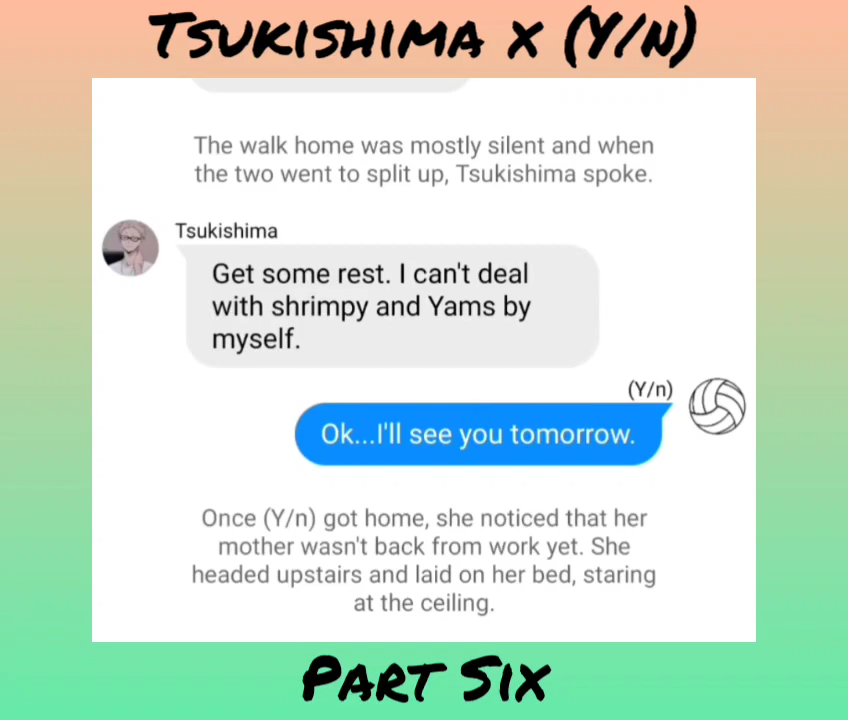 TSUKISHIMA x (Y/N)
The walk home was mostly silent and when
the two went to split up, Tsukishima spoke.
Tsukishima
Get some rest. I can't deal
with shrimpy and Yams by
myself.
(Y/n)
Ok...I'll see you tomorrow.
Once (Y/n) got home, she noticed that her
mother wasn't back from work yet. She
headed upstairs and laid on her bed, staring
at the ceiling.
PART SIX